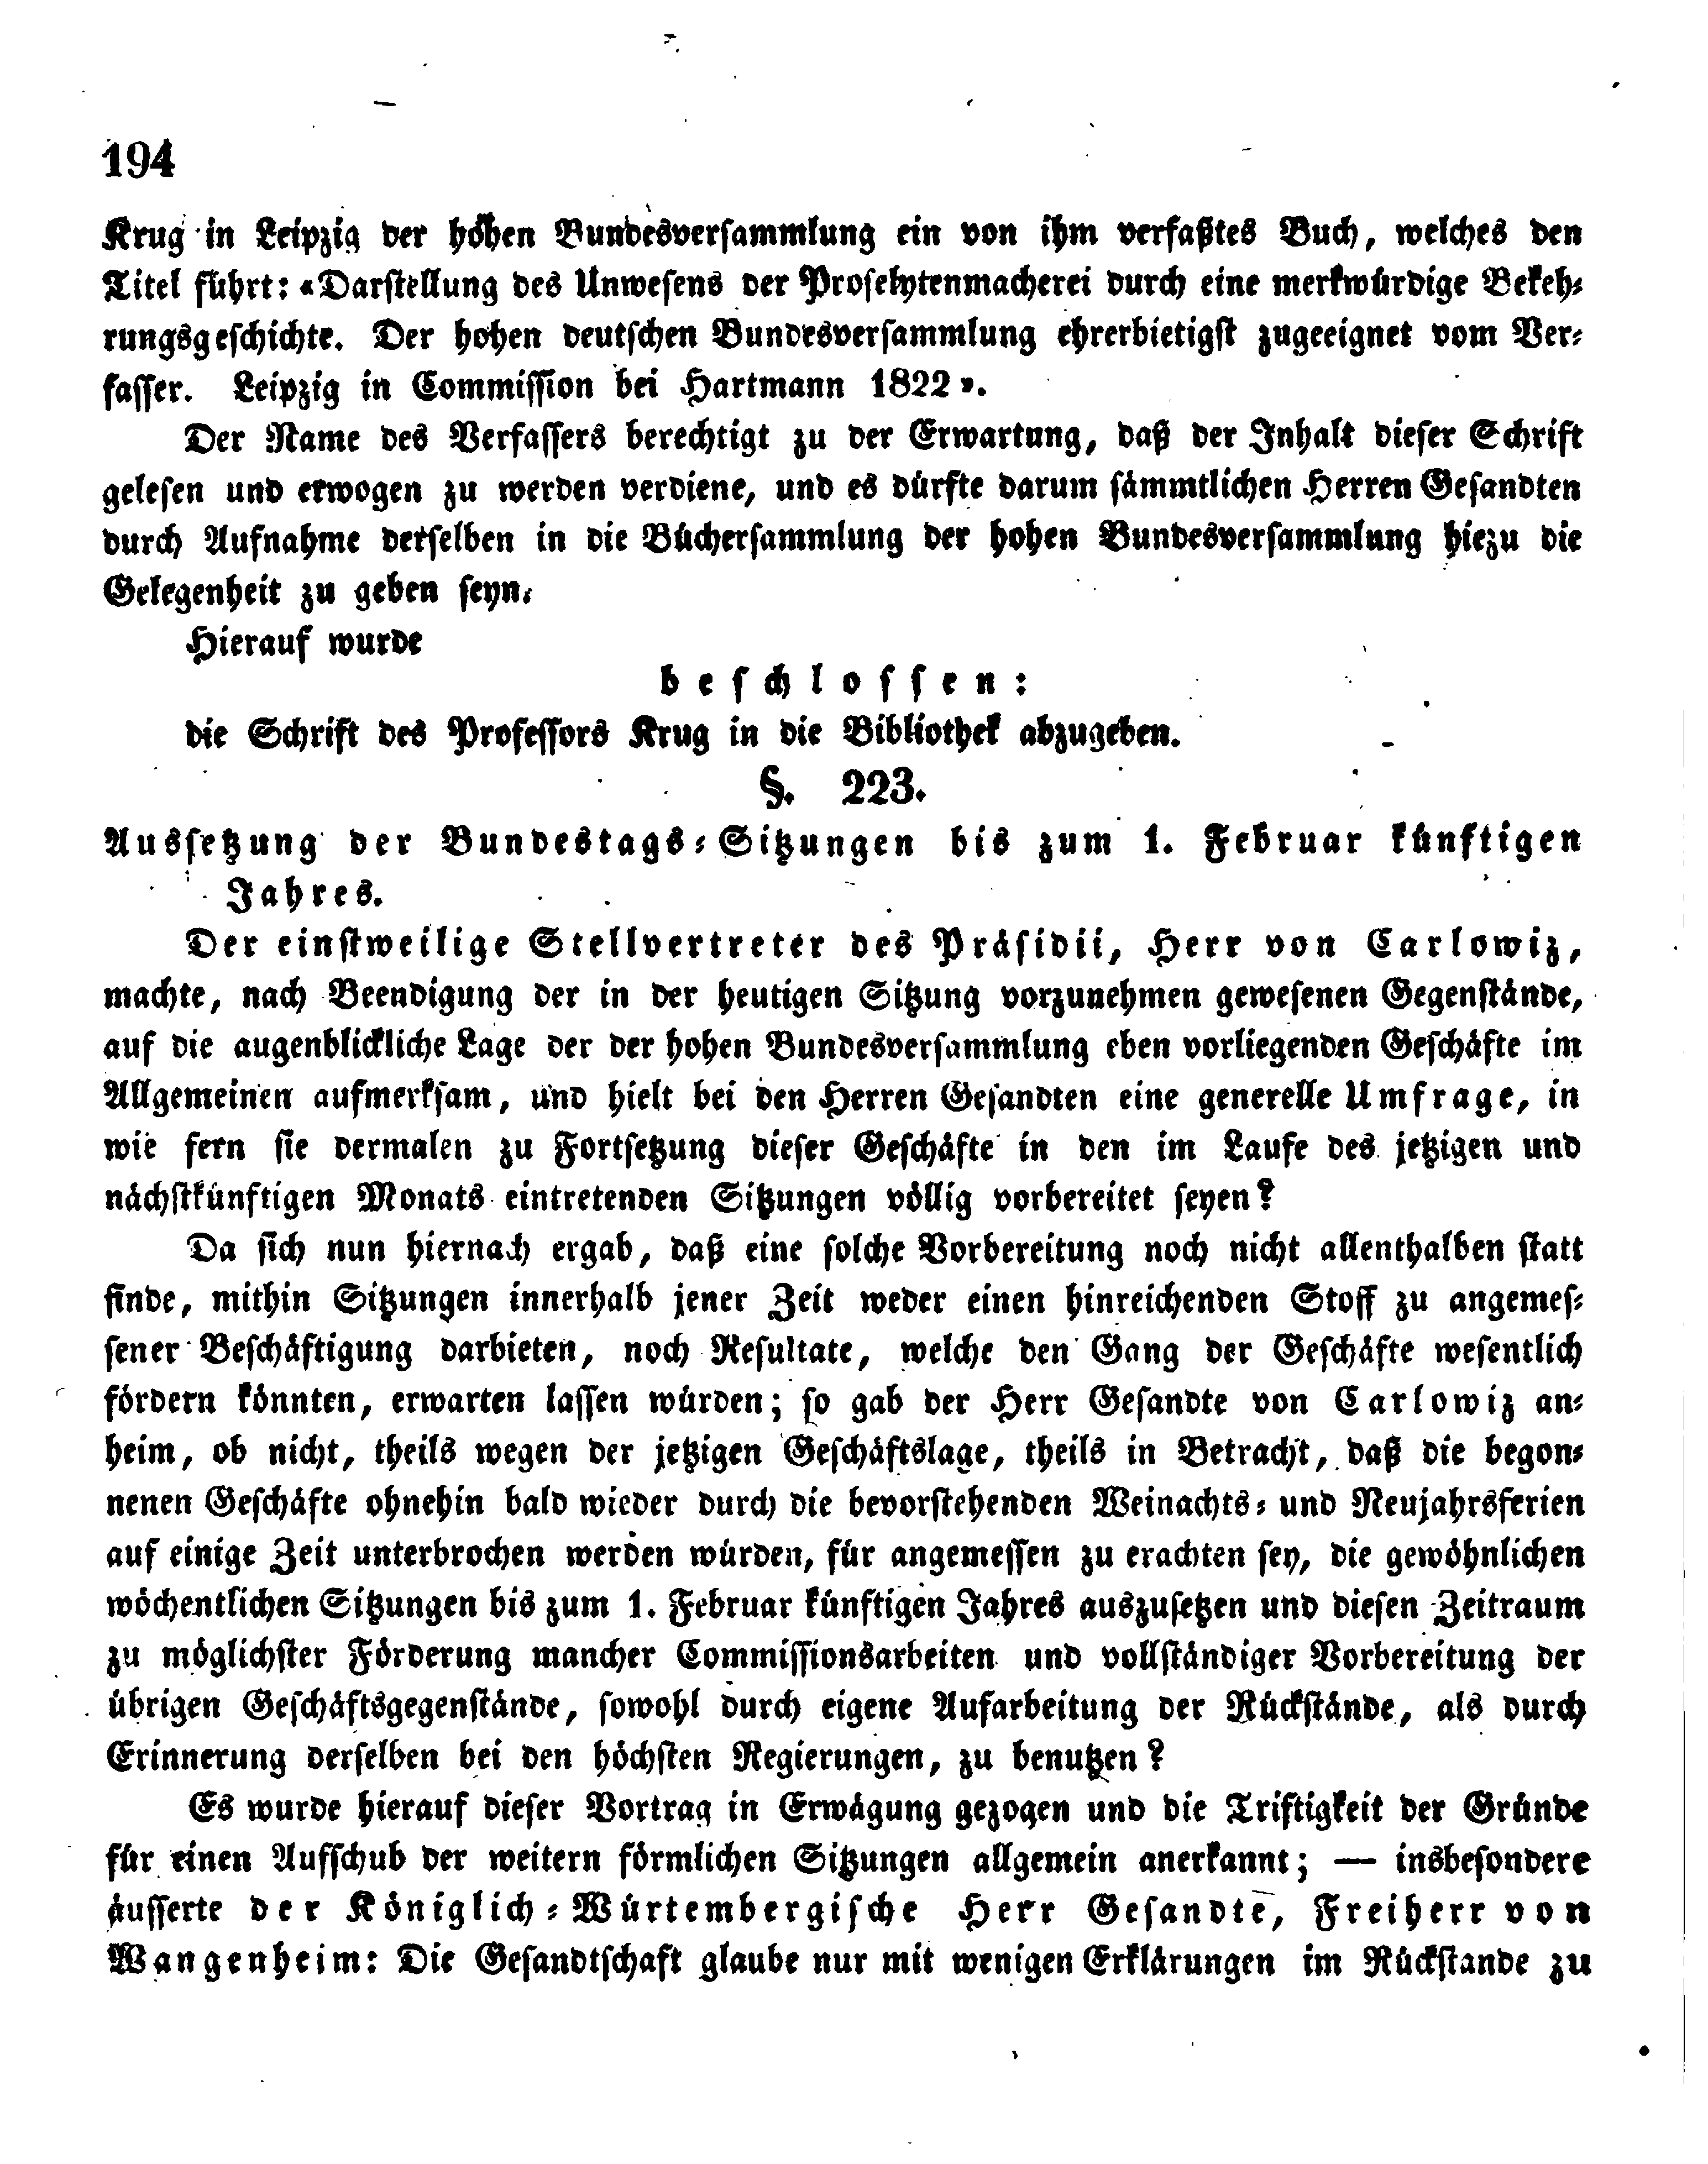 194
Krug in Leipzig der hohen Bundesversammlung ein von ihm verfaßtes Buch, welches den
Titel führt: «Darstellung des Unwesens der Proselytenmacherei durch eine merkwürdige Bekeh-
rungsgeschichte. Der hohen deutschen Bundesversammlung ehrerbietigst zugeeignet vom Ver-
fasser. Leipzig in Commission bei Hartmann 1822».
Der Name des Verfassers berechtigt zu der Erwartung, daß der Inhalt dieser Schrift
gelesen und erwogen zu werden verdiene, und es dürfte darum sämmtlichen Herren Gesandten
durch Aufnahme derselben in die Büchersammlung der hohen Bundesversammlung hiezu die
Gelegenheit zu geben seyn.
Hierauf wurde
beschlossen:
die Schrift des Professors Krug in die Bibliothek abzugeben.
§. 223.
Aussetzung der Bundestags-Sitzungen bis zum 1. Februar künftigen
Jahres.
Der einstweilige Stellvertreter des Präsidii, Herr von Carlowiz,
machte, nach Beendigung der in der heutigen Sitzung vorzunehmen gewesenen Gegenstände,
auf die augenblickliche Lage der der hohen Bundesversammlung eben vorliegenden Geschäfte im
Allgemeinen aufmerksam, und hielt bei den Herren Gesandten eine generelle Umfrage, in
wie fern sie dermalen zu Fortsetzung dieser Geschäfte in den im Laufe des jetzigen und
nächstkünftigen Monats eintretenden Sitzungen völlig vorbereitet seyen?
Da sich nun hiernach ergab, daß eine solche Vorbereitung noch nicht allenthalben statt
finde, mithin Sitzungen innerhalb jener Zeit weder einen hinreichenden Stoff zu angemes-
sener Beschäftigung darbieten, noch Resultate, welche den Gang der Geschäfte wesentlich
fördern könnten, erwarten lassen würden; so gab der Herr Gesandte von Carlowiz an-
heim, ob nicht, theils wegen der jetzigen Geschäftslage, theils in Betracht, daß die begon-
nenen Geschäfte ohnehin bald wieder durch die bevorstehenden Weinachts- und Neujahrsferien
auf einige Zeit unterbrochen werden würden, für angemessen zu erachten sey, die gewöhnlichen
wöchentlichen Sitzungen bis zum 1. Februar künftigen Jahres auszusetzen und diesen Zeitraum
zu möglichster Förderung mancher Commissionsarbeiten und vollständiger Vorbereitung der
übrigen Geschäftsgegenstände, sowohl durch eigene Aufarbeitung der Rückstände, als durch
Erinnerung derselben bei den höchsten Regierungen, zu benutzen?
Es wurde hierauf dieser Vortrag in Erwägung gezogen und die Triftigkeit der Gründe
für einen Aufschub der weitern förmlichen Sitzungen allgemein anerkannt; — insbesondere
äusserte der Königlich-Würtembergische Herr Gesandte, Freiherr von
Wangenheim: Die Gesandtschaft glaube nur mit wenigen Erklärungen im Rückstande zu